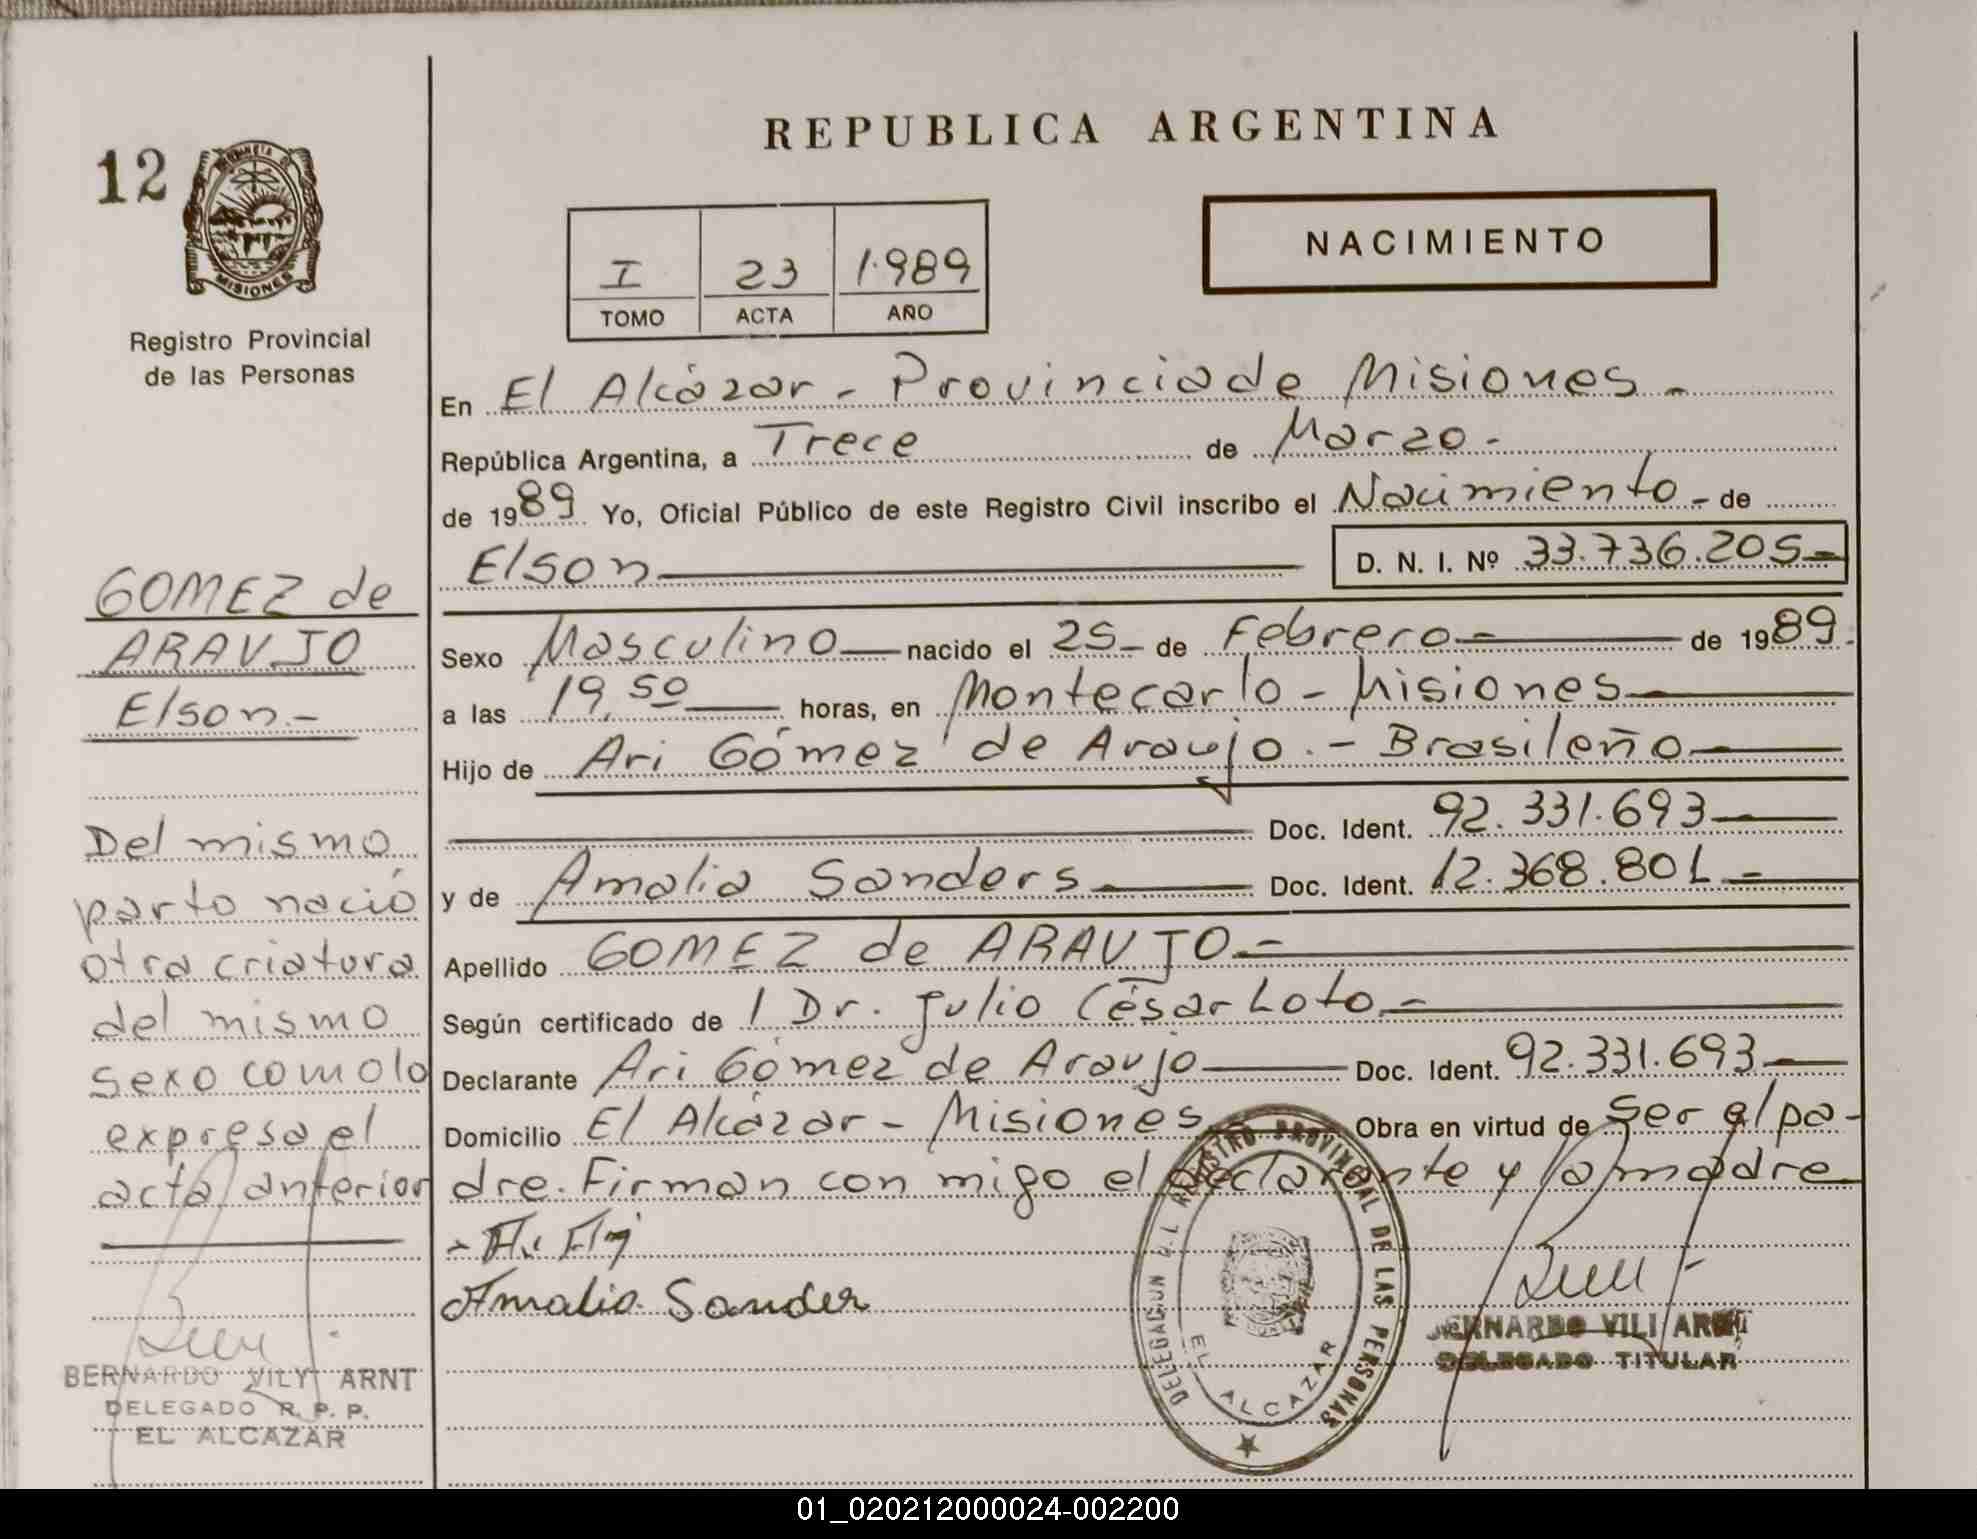 REPUBLICA ARGENTINA
12
PROVINCIA DE
MISIONES
Registro Provincial
de las Personas
I 23 1.989
TOMO ACTA AÑO
NACIMIENTO
En El Alcázar - Provincia de Misiones -
República Argentina, a Trece de Marzo -
de 1989 Yo, Oficial Público de este Registro Civil inscribo el Nacimiento - de
Elson D. N. I. Nº 33.736.205 -
Sexo Masculino nacido el 25 - de Febrero - de 1989.
a las 19,50 horas, en Montecarlo - Misiones
Hijo de Ari Gómez de Araujo . - Brasileño
Doc. Ident. 92.331.693
y de Amalia Sanders Doc. Ident. 12.368.801 -
Apellido GOMEZ de ARAUJO -
Según certificado de l Dr. Julio César Loto -
Declarante Ari Gómez de Araujo Doc. Ident. 92.331.693 -
Domicilio El Alcázar - Misiones Obra en virtud de ser el pa-
dre. Firman con migo el declarante y la madre
Amalia Sander
GOMEZ de
ARAUJO
Elson -
Del mismo
parto nació
otra criatura
del mismo
sexo como lo
expresa el
acta anterior
BERNARDO VILY ARNT
DELEGADO R. P. P.
EL ALCAZAR
DELEGACION REGISTRO PROVINCIAL DE LAS PERSONAS
EL ALCAZAR
BERNARDO VILI ARNT
DELEGADO TITULAR
01_020212000024-002200